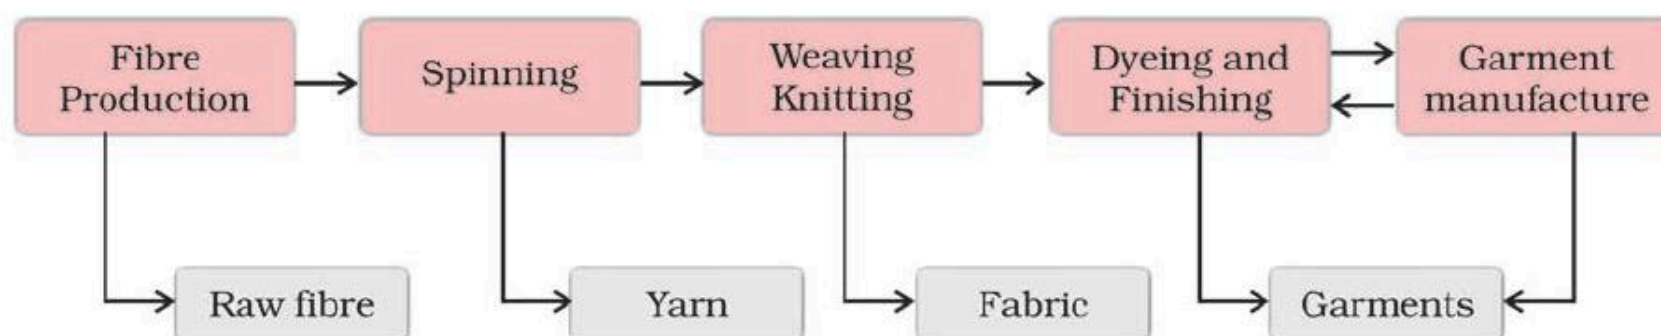 Fibre
Production
Spinning
Weaving
Knitting
Dyeing and
Finishing
Garment
manufacture
Raw fibre
Yarn
Fabric
Garments